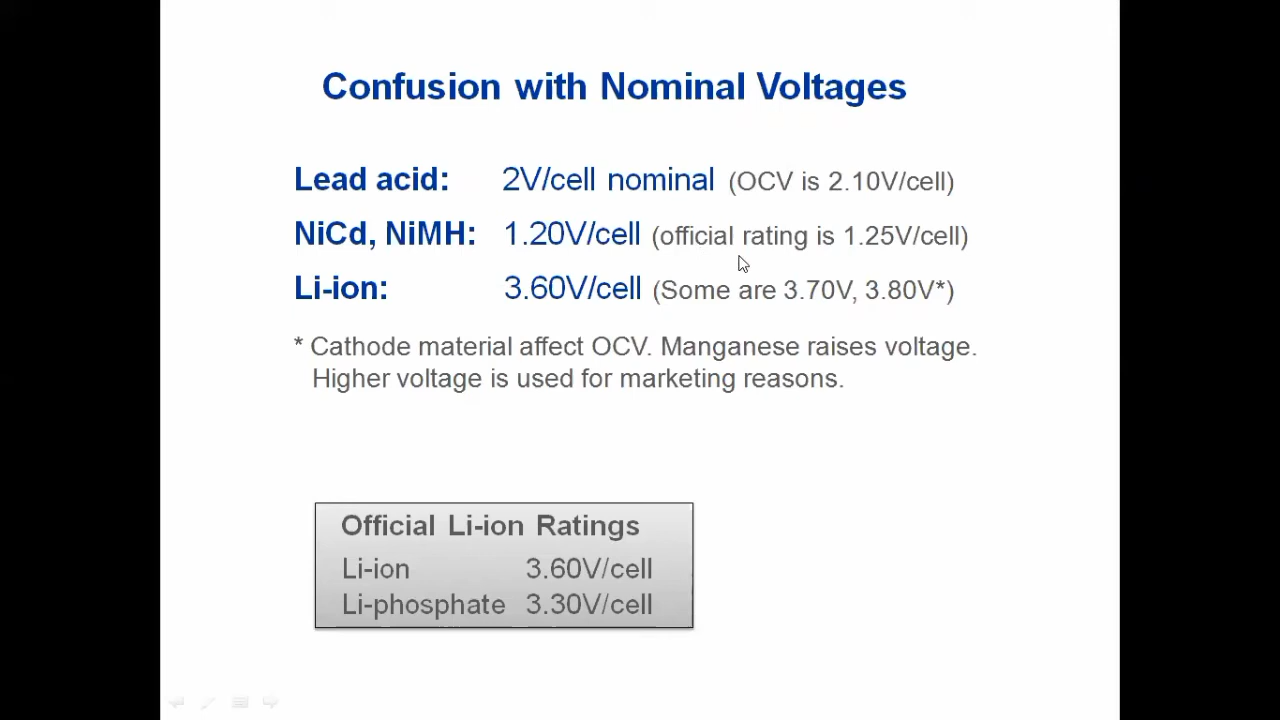 Confusion with Nominal Voltages
Lead acid: 2V/cell nominal (OCV is 2.10V/cell)
NiCd, NiMH: 1.20V/cell (official rating is 1.25V/cell)
Li-ion: 3.60V/cell (Some are 3.70V, 3.80V*)
* Cathode material affect OCV. Manganese raises voltage.
Higher voltage is used for marketing reasons.
Official Li-ion Ratings
Li-ion 3.60V/cell
Li-phosphate 3.30V/cell